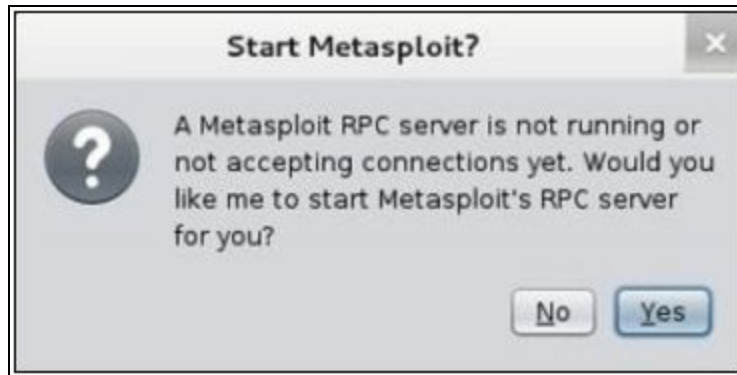 Start Metasploit?
A Metasploit RPC server is not running or
not accepting connections yet. Would you
like me to start Metasploit's RPC server
for you?
No
Yes